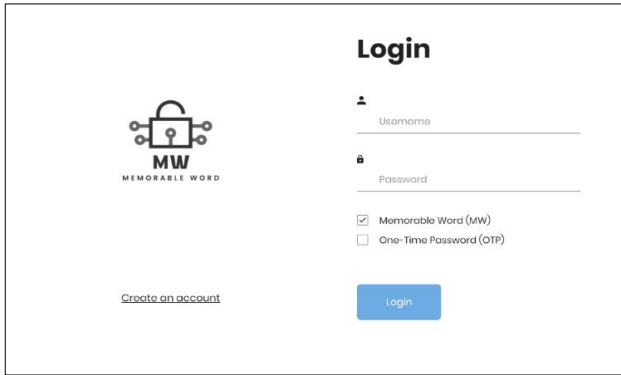 MW
MEMORABLE WORD
Create an account
Login
Username
Password
Memorable Word (MW)
One-Time Password (OTP)
Login